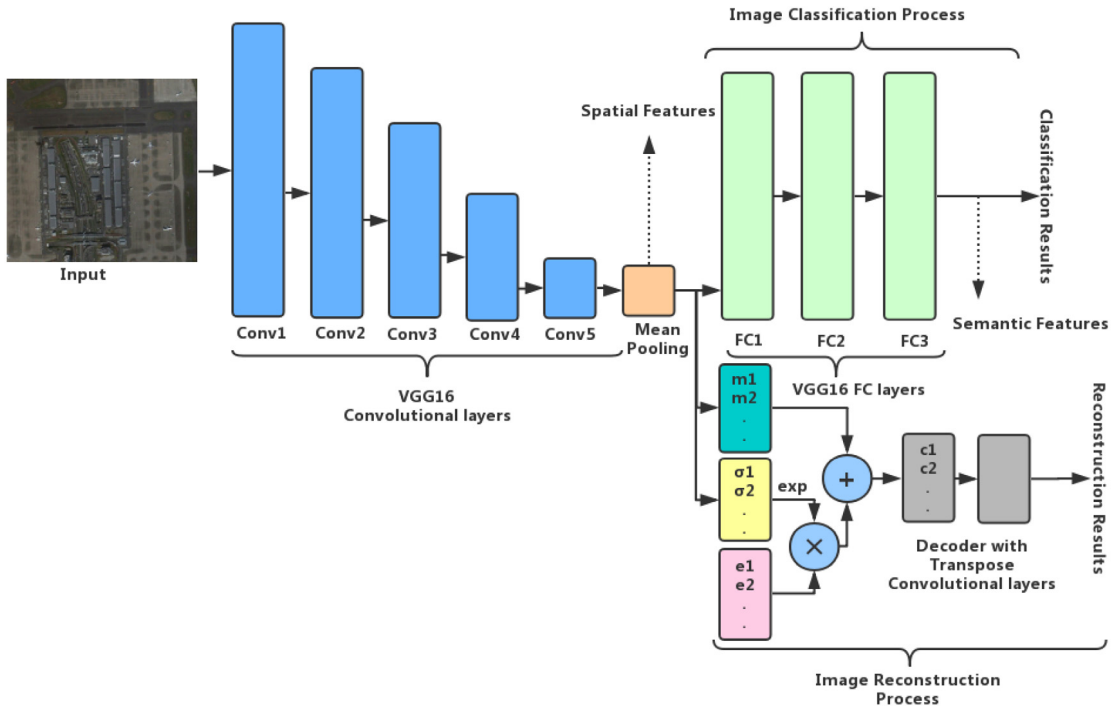 Image Classification Process
Spatial Features
Classification Results
Input
Conv1
Conv2
Conv3
Conv4
Conv5
Mean
Pooling
FC1
FC2
FC3
Semantic Features
VGG16
Convolutional layers
VGG16 FC layers
m1
m2
.
.
σ1
σ2
.
.
exp
e1
e2
.
.
+
×
c1
c2
.
.
Decoder with
Transpose
Convolutional layers
Reconstruction Results
Image Reconstruction
Process